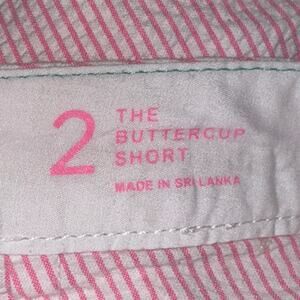 2
THE
BUTTERCUP
SHORT
MADE IN SRI LANKA